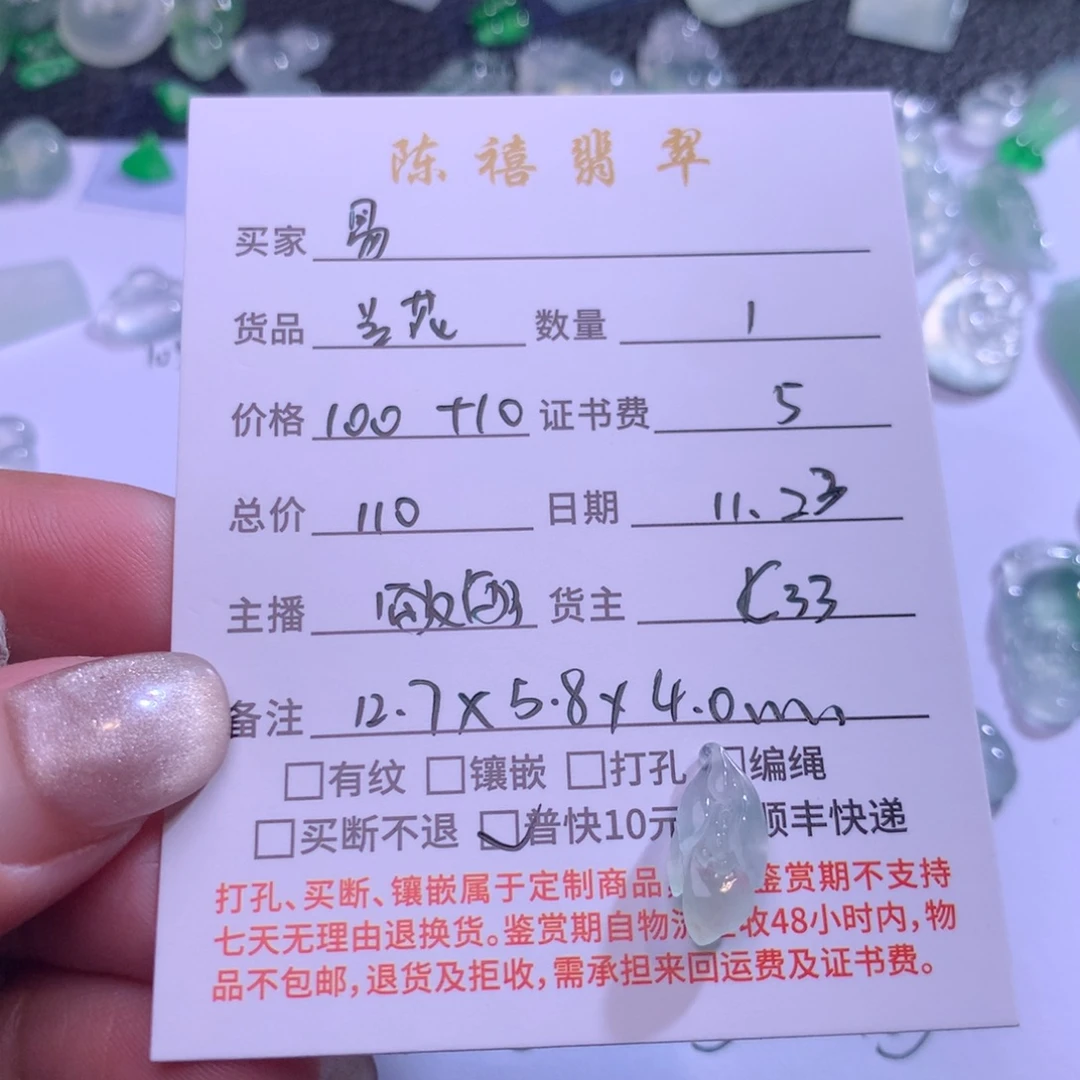 陈禧翡翠
买家 易
货品 兰花 数量 1
价格 100 +10 证书费 5
总价 110 日期 11.23
主播 货主 C33
备注 12.7×5.8×4.0mm
□有纹 □镶嵌 □打孔 □编绳
□买断不退 □普快10元 顺丰快递
打孔、买断、镶嵌属于定制商品 鉴赏期不支持
七天无理由退换货。鉴赏期自物流 收48小时内,物
品不包邮,退货及拒收,需承担来回运费及证书费。